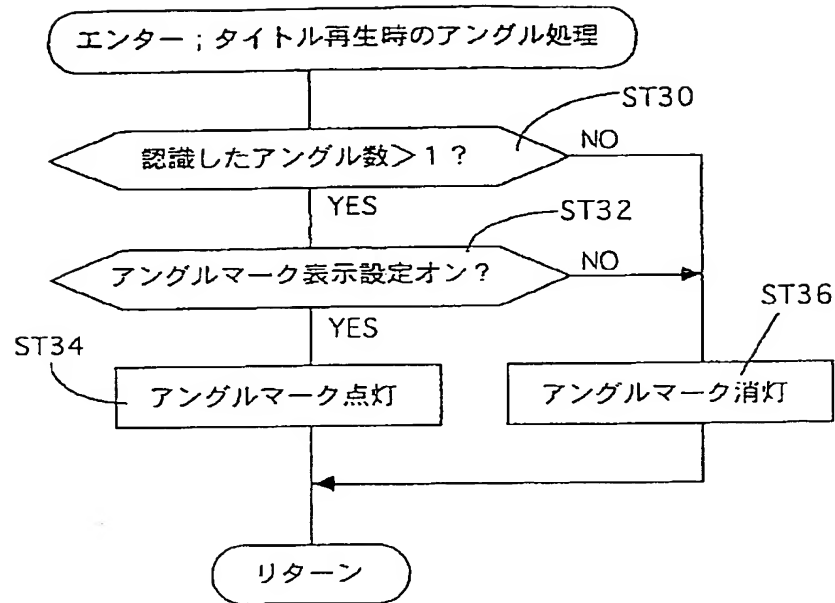 エンター；タイトル再生時のアングル処理
ST30
認識したアングル数＞1？
NO
YES
ST32
アングルマーク表示設定オン？
NO
YES
ST34
ST36
アングルマーク点灯
アングルマーク消灯
リターン